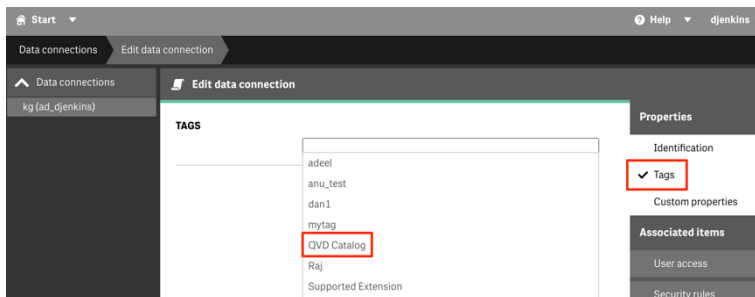 Start
Help
djenkins
Data connections
Edit data connection
Data connections
Edit data connection
kg (ad_djenkins)
TAGS
adeel
anu_test
dan1
mytag
QVD Catalog
Raj
Supported Extension
Properties
Identification
Tags
Custom properties
Associated items
User access
Security rules